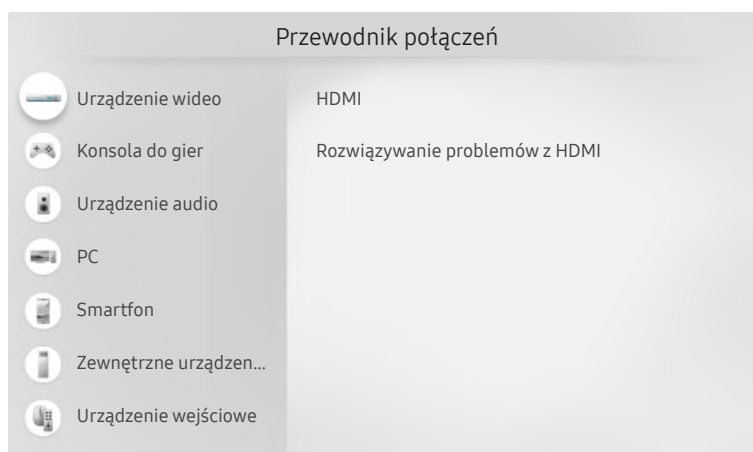 Przewodnik połączeń
Urządzenie wideo
Konsola do gier
Urządzenie audio
PC
Smartfon
Zewnętrzne urządzen...
Urządzenie wejściowe
HDMI
Rozwiązywanie problemów z HDMI